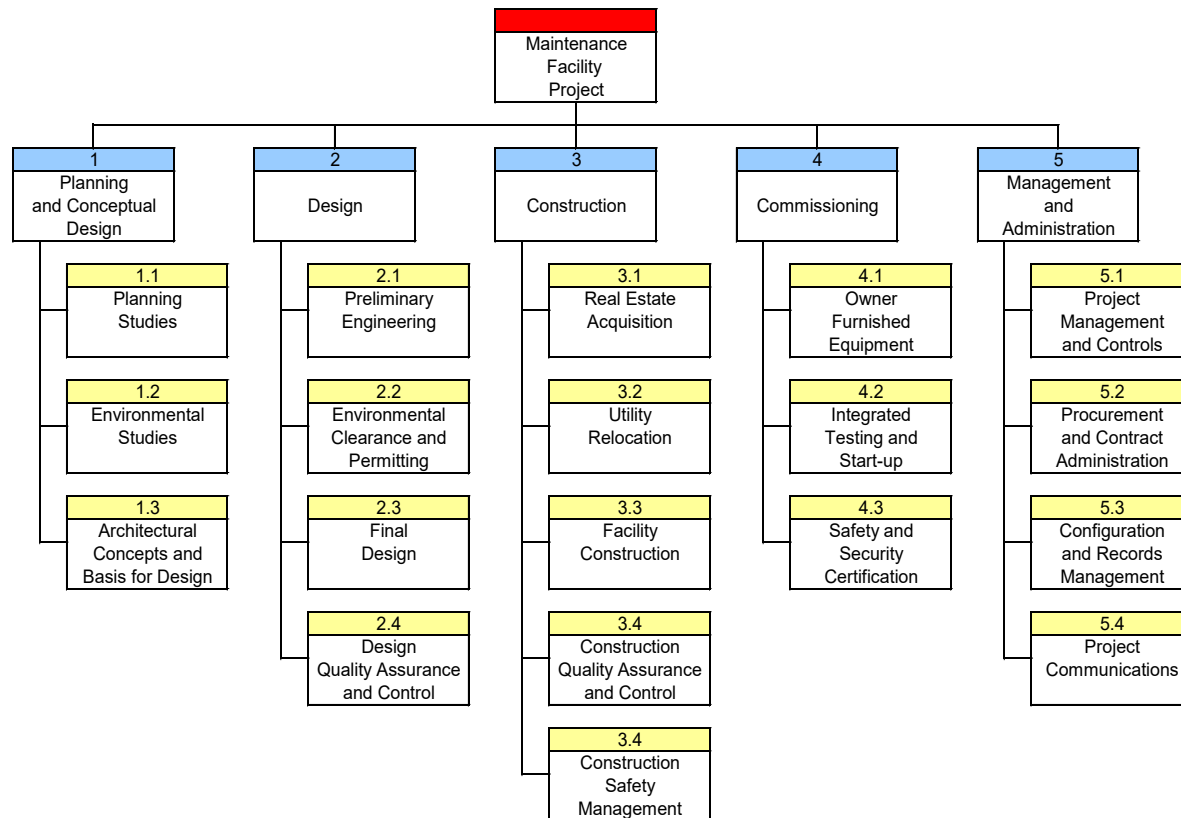 Maintenance
Facility
Project
1
Planning
and Conceptual
Design
2
Design
3
Construction
4
Commissioning
5
Management
and
Administration
1.1
Planning
Studies
2.1
Preliminary
Engineering
3.1
Real Estate
Acquisition
4.1
Owner
Furnished
Equipment
5.1
Project
Management
and Controls
1.2
Environmental
Studies
2.2
Environmental
Clearance and
Permitting
3.2
Utility
Relocation
4.2
Integrated
Testing and
Start-up
5.2
Procurement
and Contract
Administration
1.3
Architectural
Concepts and
Basis for Design
2.3
Final
Design
3.3
Facility
Construction
4.3
Safety and
Security
Certification
5.3
Configuration
and Records
Management
2.4
Design
Quality Assurance
and Control
3.4
Construction
Quality Assurance
and Control
5.4
Project
Communications
3.4
Construction
Safety
Management